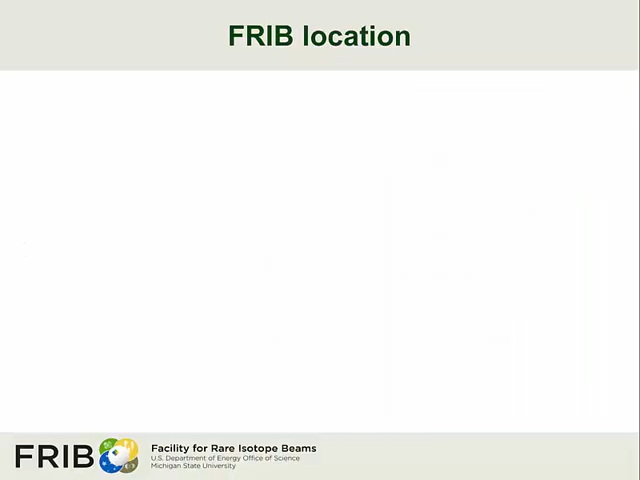 FRIB location
FRIB
Facility for Rare Isotope Beams
U.S. Department of Energy Office of Science
Michigan State University